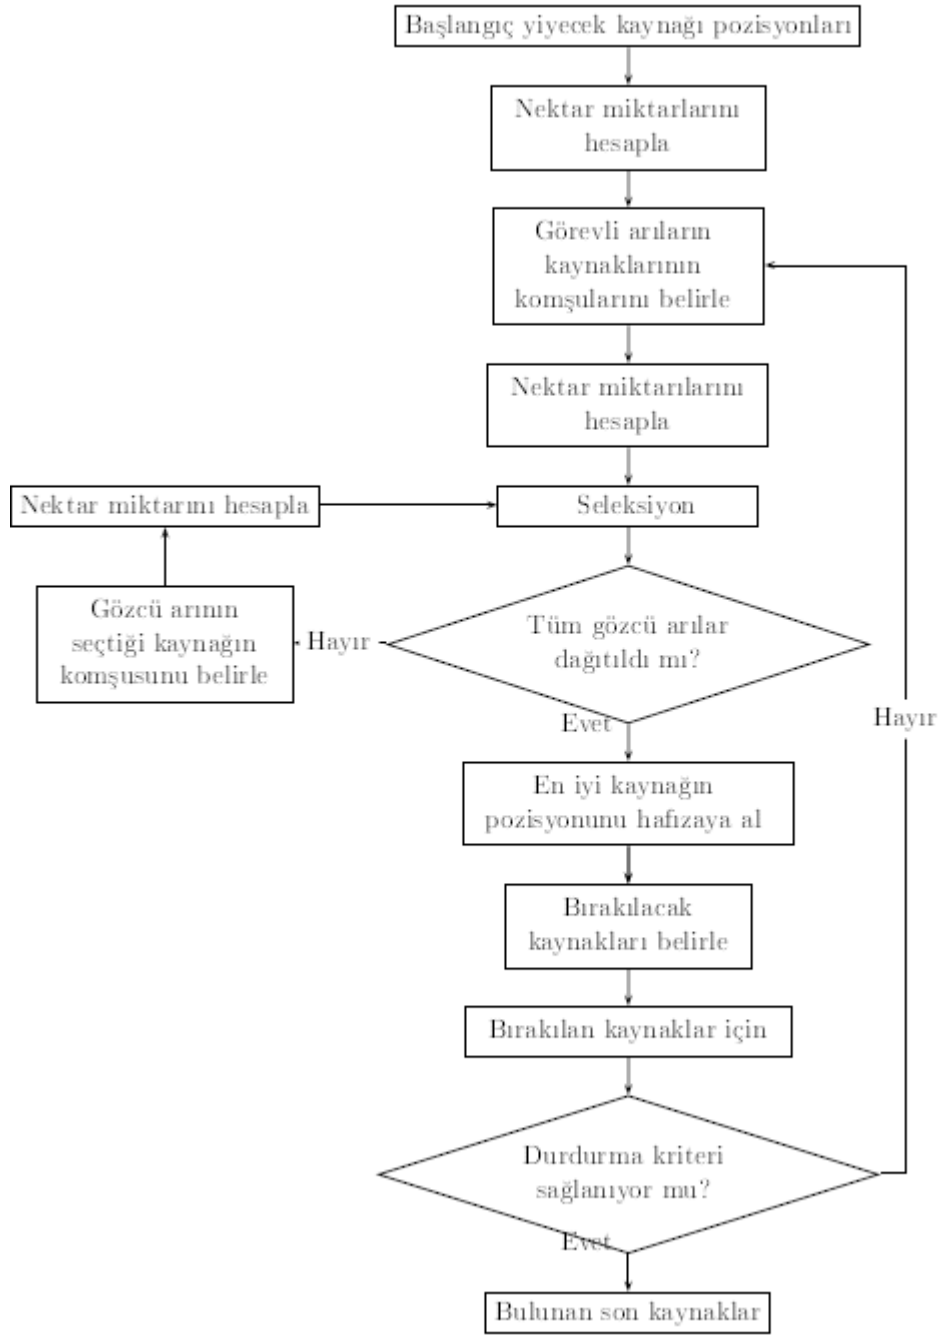 Başlangıç yiyecek kaynağı pozisyonları
Nektar miktarlarını
hesapla
Görevli arıların
kaynaklarının
komşularını belirle
Nektar miktarılarını
hesapla
Nektar miktarını hesapla
Seleksiyon
Gözcü arının
seçtiği kaynağın
komşusunu belirle
Hayır
Tüm gözcü arılar
dağıtıldı mı?
Evet
Hayır
En iyi kaynağın
pozisyonunu hafızaya al
Bırakılacak
kaynakları belirle
Bırakılan kaynaklar için
Durdurma kriteri
sağlanıyor mu?
Evet
Bulunan son kaynaklar